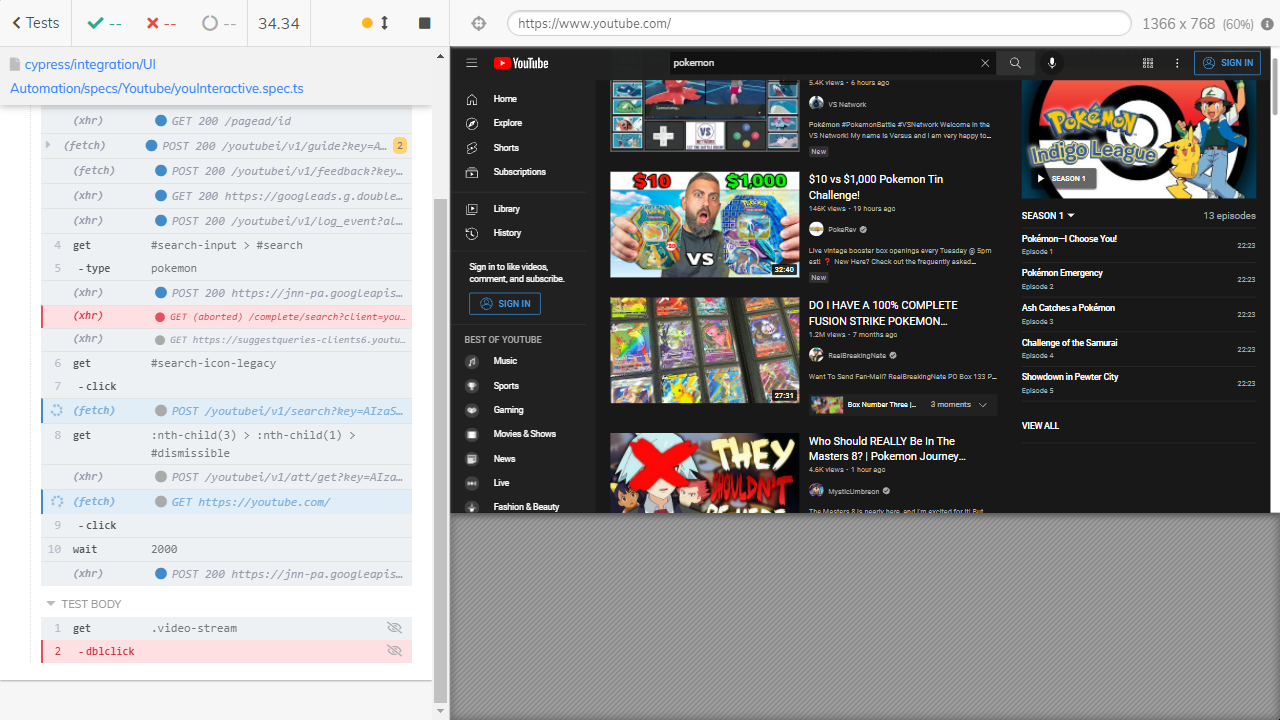 Tests
--
--
--
34.34
https://www.youtube.com/
1366 x 768 (60%)
cypress/integration/UI
Automation/specs/Youtube/youInteractive.spec.ts
(xhr) GET 200 /pagead/id
2
(fetch) POST 200 /youtubei/v1/feedback?key…
(xhr) GET 200 https://googleads.g.double…
(xhr) POST 200 /youtubei/v1/log_event?al…
4 get #search-input > #search
5 -type pokemon
(xhr) POST 200 https://jnn-pa.googleapis…
(xhr) GET (aborted) /complete/search?client=you…
(xhr) GET https://suggestqueries-clients6.youtu…
6 get #search-icon-legacy
7 -click
(fetch) POST /youtubei/v1/search?key=AIzaS…
8 get :nth-child(3) > :nth-child(1) >
#dismissible
(xhr) POST /youtubei/v1/att/get?key=AIza…
(fetch) GET https://youtube.com/
9 -click
10 wait 2000
(xhr) POST 200 https://jnn-pa.googleapis…
TEST BODY
1 get .video-stream
2 -dblclick
YouTube
pokemon
SIGN IN
Home
Explore
Shorts
Subscriptions
Library
History
Sign in to like videos,
comment, and subscribe.
SIGN IN
BEST OF YOUTUBE
Music
Sports
Gaming
Movies & Shows
News
Live
Fashion & Beauty
VS
5.4K views • 6 hours ago
VS Network
Pokémon #PokemonBattle #VSNetwork Welcome in the
VS Network! My name is Versus and I am very happy to…
New
$10 $1,000
VS
32:40
$10 vs $1,000 Pokemon Tin
Challenge!
146K views • 19 hours ago
PokeRev
Live vintage booster box openings every Tuesday @ 5pm
est! ❓ New Here? Check out the frequently asked…
New
27:31
DO I HAVE A 100% COMPLETE
FUSION STRIKE POKEMON…
1.2M views • 7 months ago
RealBreakingNate
Want To Send Fan-Mail? RealBreakingNate PO Box 133 P…
Box Number Three |… 3 moments
THEY
SHOULDN'T
BE HERE
Who Should REALLY Be In The
Masters 8? | Pokemon Journey…
4.6K views • 1 hour ago
MysticUmbreon
The Masters 8 is nearly here, and I'm excited for it! But
POKéMON
Indigo League
SEASON 1
SEASON 1 13 episodes
Pokémon—I Choose You!
Episode 1
22:23
Pokémon Emergency
Episode 2
22:23
Ash Catches a Pokémon
Episode 3
22:23
Challenge of the Samurai
Episode 4
22:23
Showdown in Pewter City
Episode 5
22:23
VIEW ALL